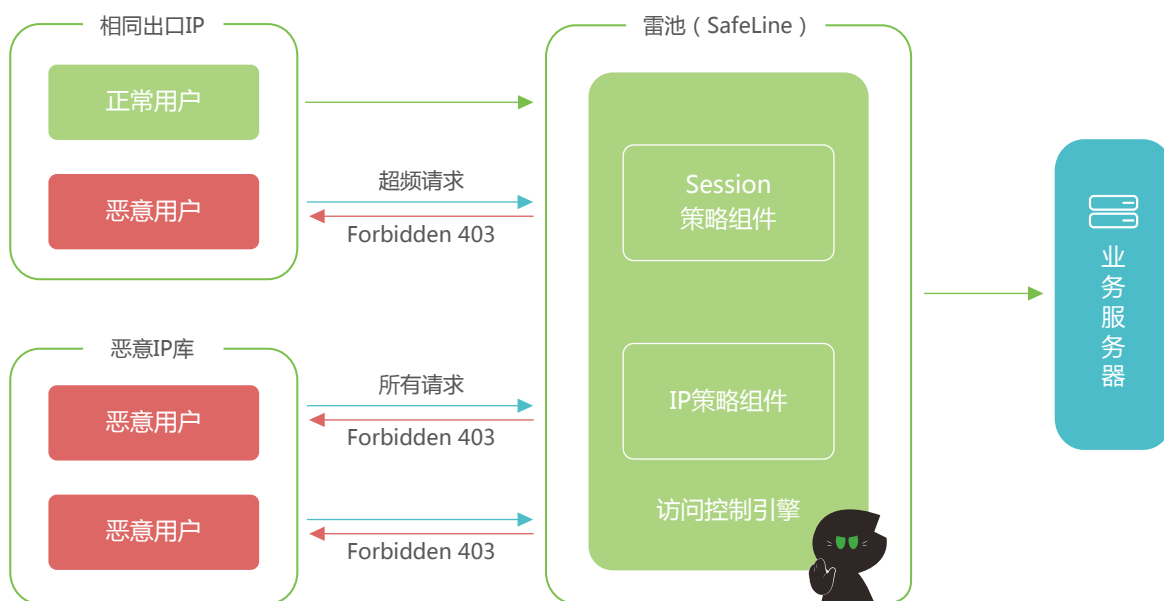 相同出口IP
正常用户
恶意用户
超频请求
Forbidden 403
恶意IP库
恶意用户
所有请求
Forbidden 403
恶意用户
Forbidden 403
雷池（SafeLine）
Session
策略组件
IP策略组件
访问控制引擎
业务服务器